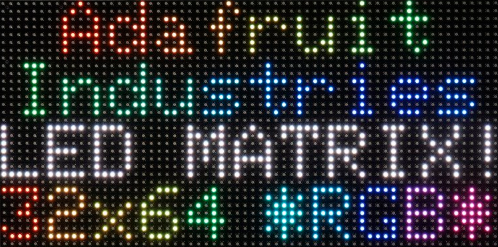 Adafruit
Industries
LED MATRIX!
32x64 *RGB*